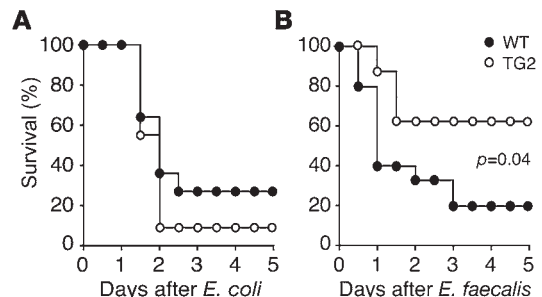 A
Survival (%)
100
80
60
40
20
0
0 1 2 3 4 5
Days after E. coli
B
WT
TG2
100
80
60
40
20
0
p=0.04
0 1 2 3 4 5
Days after E. faecalis